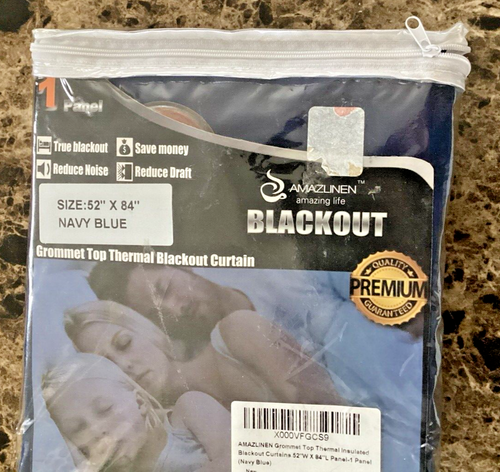 1 Panel
True blackout
Save money
Reduce Noise
Reduce Draft
SIZE:52" X 84"
NAVY BLUE
AMAZLINEN™
amazing life
BLACKOUT
Grommet Top Thermal Blackout Curtain
QUALITY
PREMIUM
GUARANTEED
X000VFGCS9
AMAZLINEN Grommet Top Thermal Insulated
Blackout Curtains 52"W X 84"L Panel-1 Panel
(Navy Blue)
New